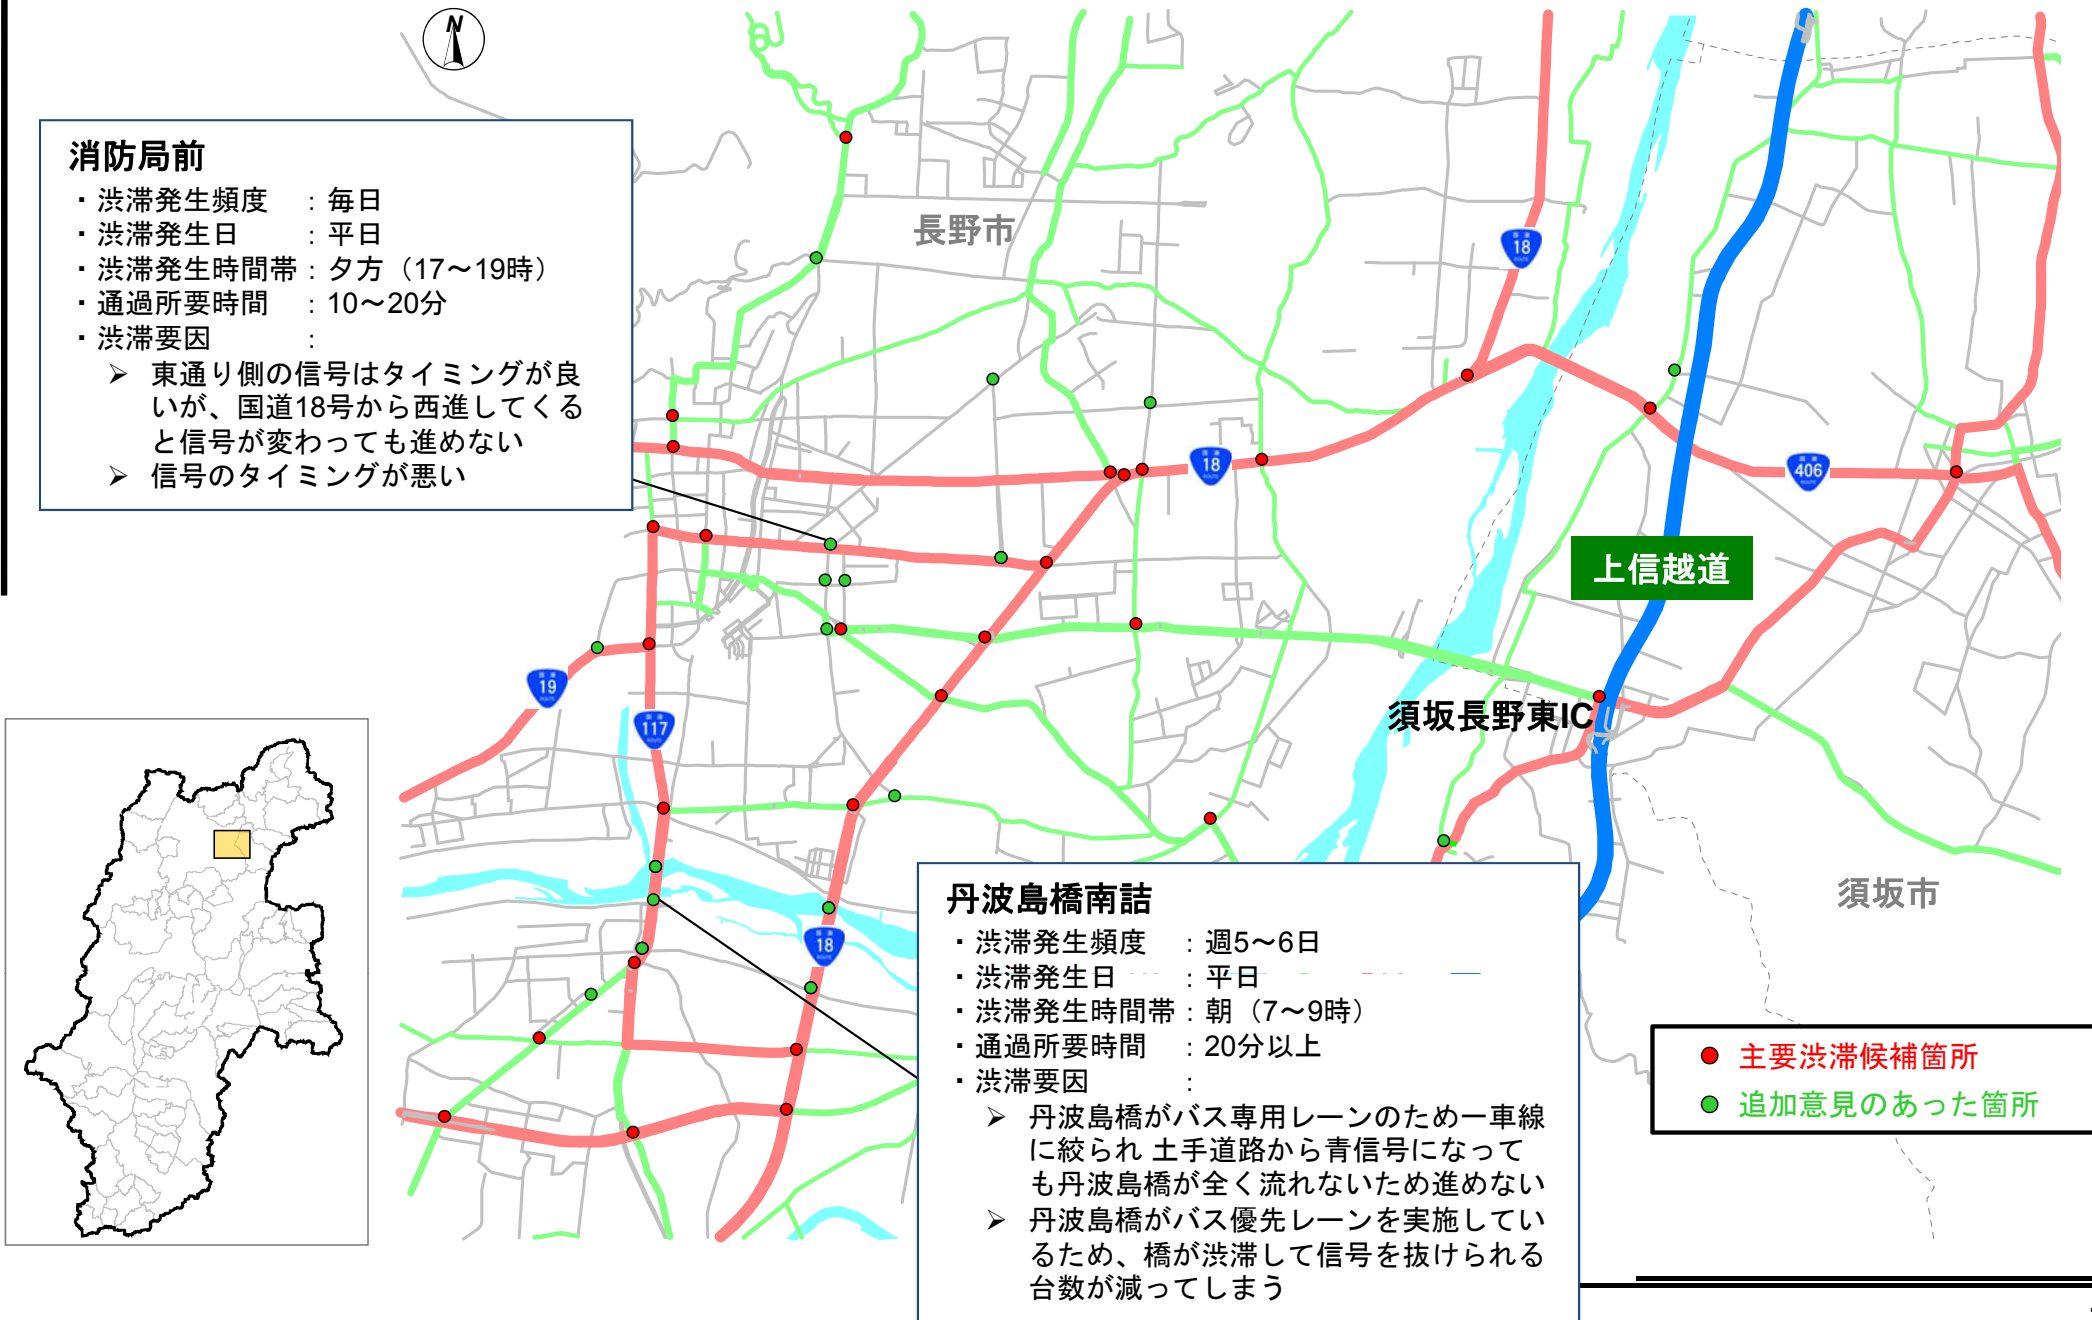 N
消防局前
・渋滞発生頻度 ：毎日
・渋滞発生日 ：平日
・渋滞発生時間帯：夕方（17～19時）
・通過所要時間 ：10～20分
・渋滞要因 ：
➢ 東通り側の信号はタイミングが良
いが、国道18号から西進してくる
と信号が変わっても進めない
➢ 信号のタイミングが悪い
長野市
18
18
406
上信越道
19
117
須坂長野東IC
18
須坂市
丹波島橋南詰
・渋滞発生頻度 ：週5～6日
・渋滞発生日 ：平日
・渋滞発生時間帯：朝（7～9時）
・通過所要時間 ：20分以上
・渋滞要因 ：
➢ 丹波島橋がバス専用レーンのため一車線
に絞られ 土手道路から青信号になって
も丹波島橋が全く流れないため進めない
➢ 丹波島橋がバス優先レーンを実施してい
るため、橋が渋滞して信号を抜けられる
台数が減ってしまう
主要渋滞候補箇所
追加意見のあった箇所